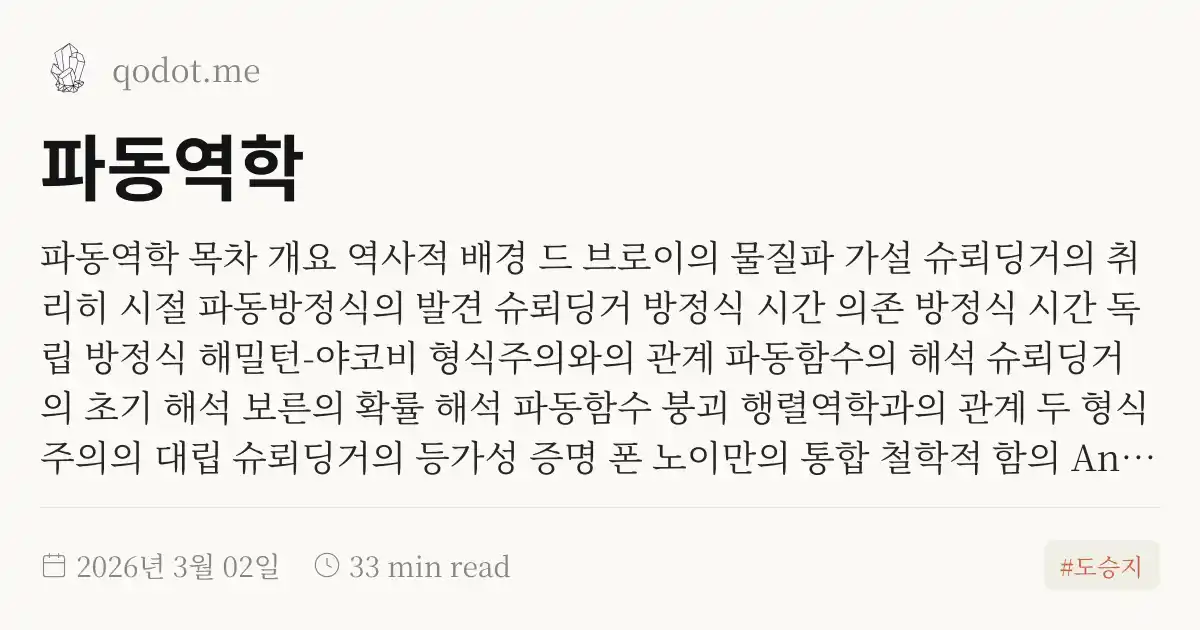 qodot.me
파동역학
파동역학 목차 개요 역사적 배경 드 브로이의 물질파 가설 슈뢰딩거의 취
리히 시절 파동방정식의 발견 슈뢰딩거 방정식 시간 의존 방정식 시간 독
립 방정식 해밀턴-야코비 형식주의와의 관계 파동함수의 해석 슈뢰딩거
의 초기 해석 보른의 확률 해석 파동함수 붕괴 행렬역학과의 관계 두 형식
주의의 대립 슈뢰딩거의 등가성 증명 폰 노이만의 통합 철학적 함의 An…
2026년 3월 02일 33 min read
#도승지